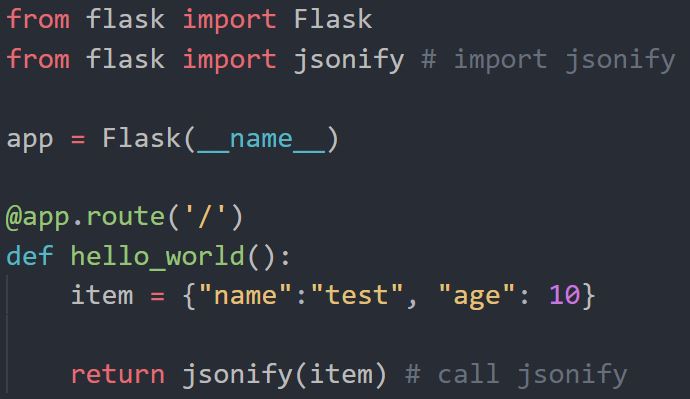 from flask import Flask
from flask import jsonify # import jsonify
app = Flask(__name__)
@app.route('/')
def hello_world():
    item = {"name":"test", "age": 10}
    return jsonify(item) # call jsonify